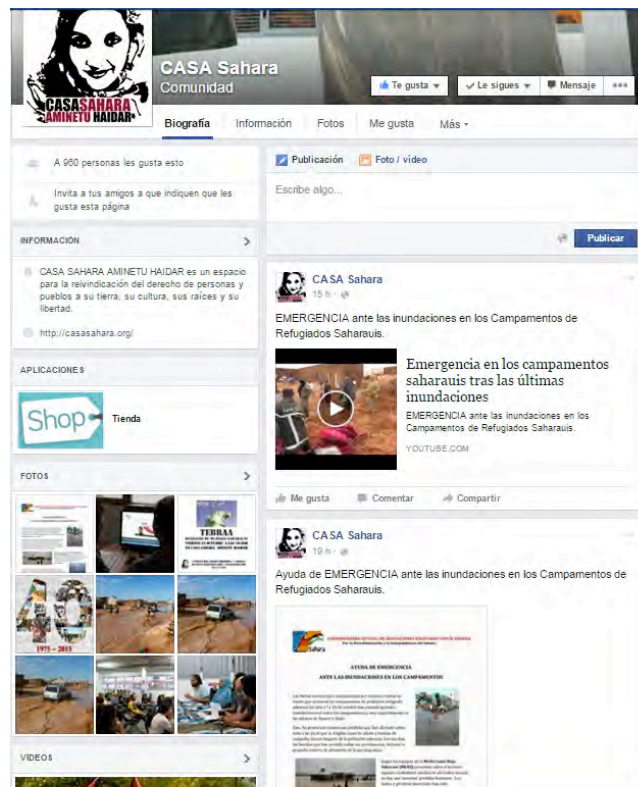 CASASAHARA
AMINETU HAIDAR
CASA Sahara
Comunidad
Te gusta
Le sigues
Mensaje
Biografía
Información
Fotos
Me gusta
Más
A 960 personas les gusta esto
Invita a tus amigos a que indiquen que les
gusta esta página
INFORMACIÓN
CASA SAHARA AMINETU HAIDAR es un espacio
para la reivindicación del derecho de personas y
pueblos a su tierra, su cultura, sus raíces y su
libertad.
http://casasahara.org/
APLICACIONES
Shop
Tienda
FOTOS
TEBRAA
1975 - 2015
VIDEOS
Publicación
Foto / vídeo
Escribe algo...
Publicar
CASA Sahara
15 h
EMERGENCIA ante las inundaciones en los Campamentos de
Refugiados Saharauis.
Emergencia en los campamentos
saharauis tras las últimas
inundaciones
EMERGENCIA ante las inundaciones en los
Campamentos de Refugiados Saharauis.
YOUTUBE.COM
Me gusta
Comentar
Compartir
CASA Sahara
19 h
Ayuda de EMERGENCIA ante las inundaciones en los Campamentos de
Refugiados Saharauis.
Sahara
AYUDA DE EMERGENCIA
ANTE LAS INUNDACIONES EN LOS CAMPAMENTOS